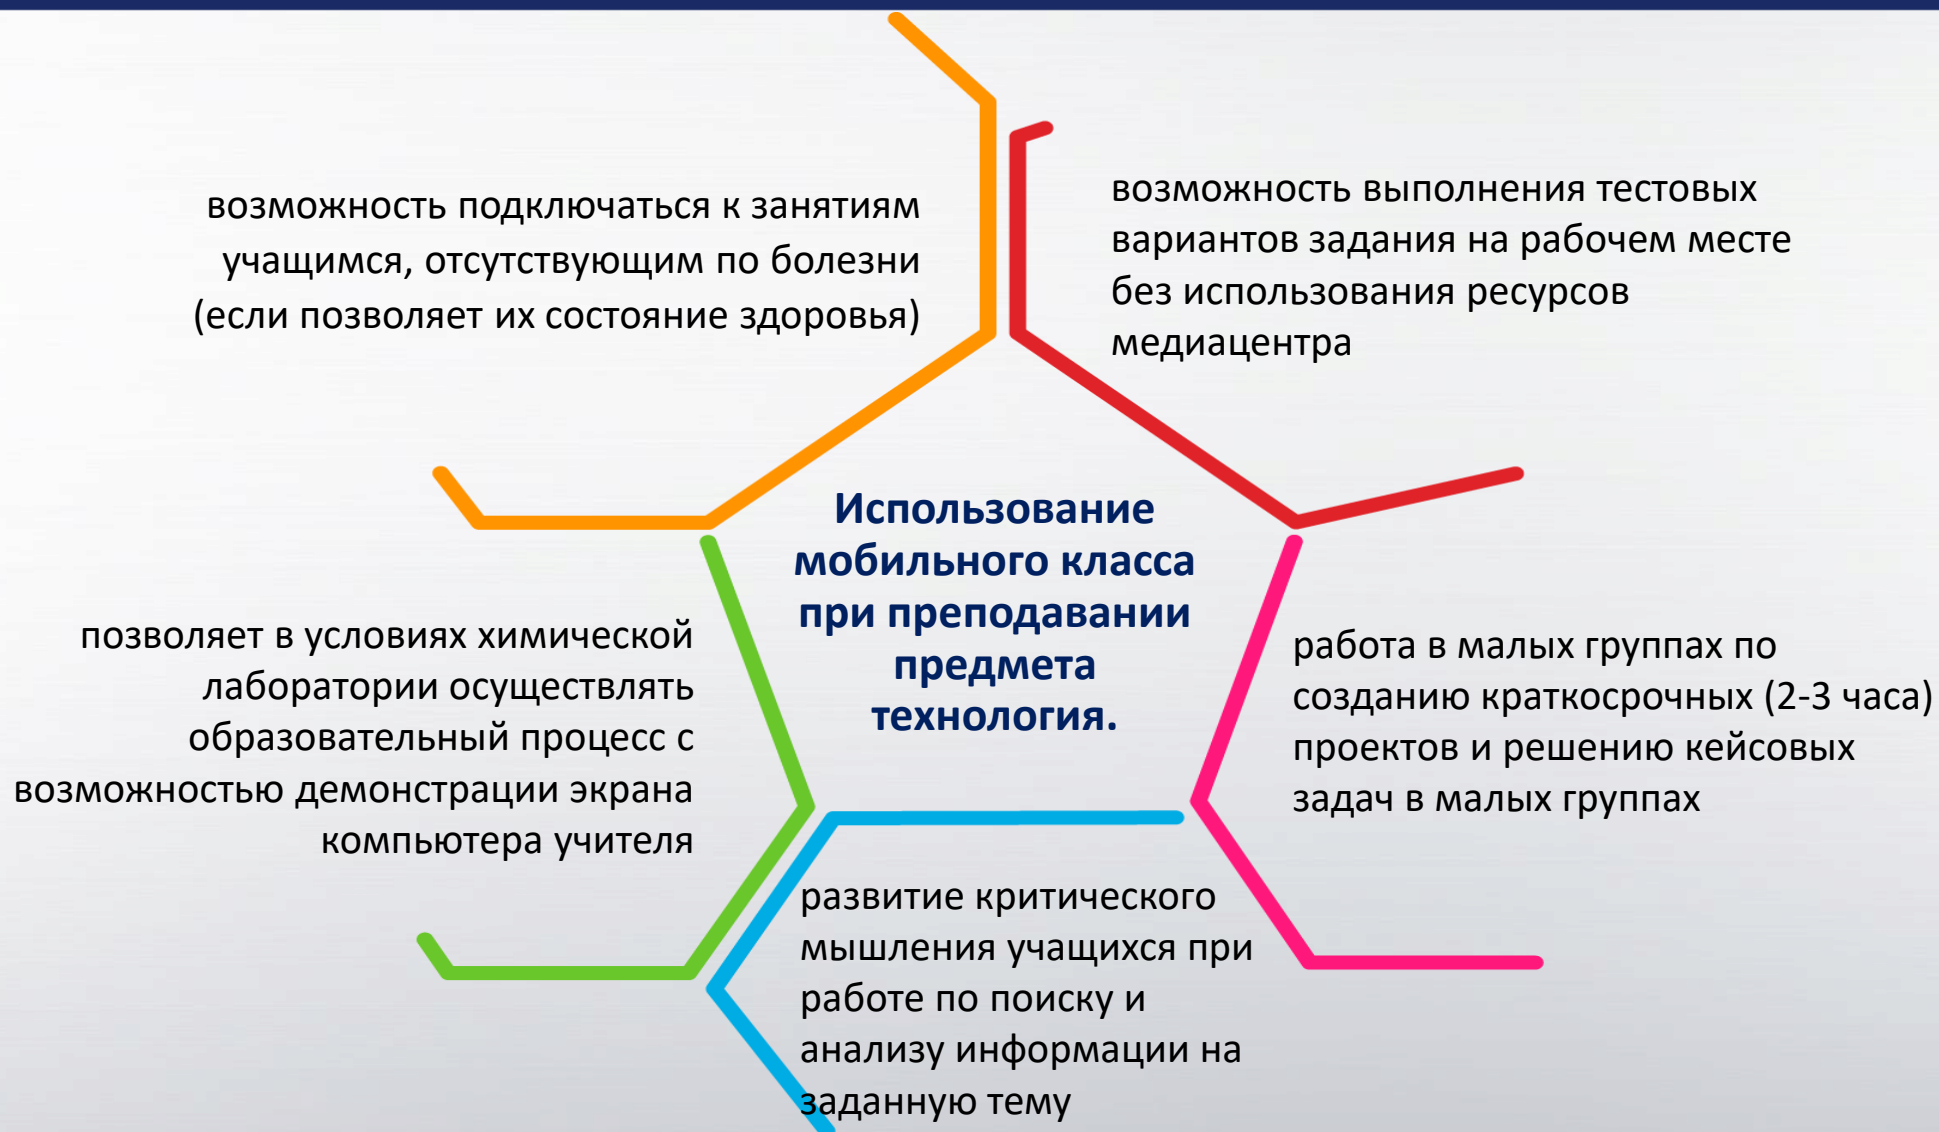 возможность подключаться к занятиям
учащимся, отсутствующим по болезни
(если позволяет их состояние здоровья)
возможность выполнения тестовых
вариантов задания на рабочем месте
без использования ресурсов
медиацентра
Использование
мобильного класса
при преподавании
предмета
технология.
позволяет в условиях химической
лаборатории осуществлять
образовательный процесс с
возможностью демонстрации экрана
компьютера учителя
работа в малых группах по
созданию краткосрочных (2-3 часа)
проектов и решению кейсовых
задач в малых группах
развитие критического
мышления учащихся при
работе по поиску и
анализу информации на
заданную тему